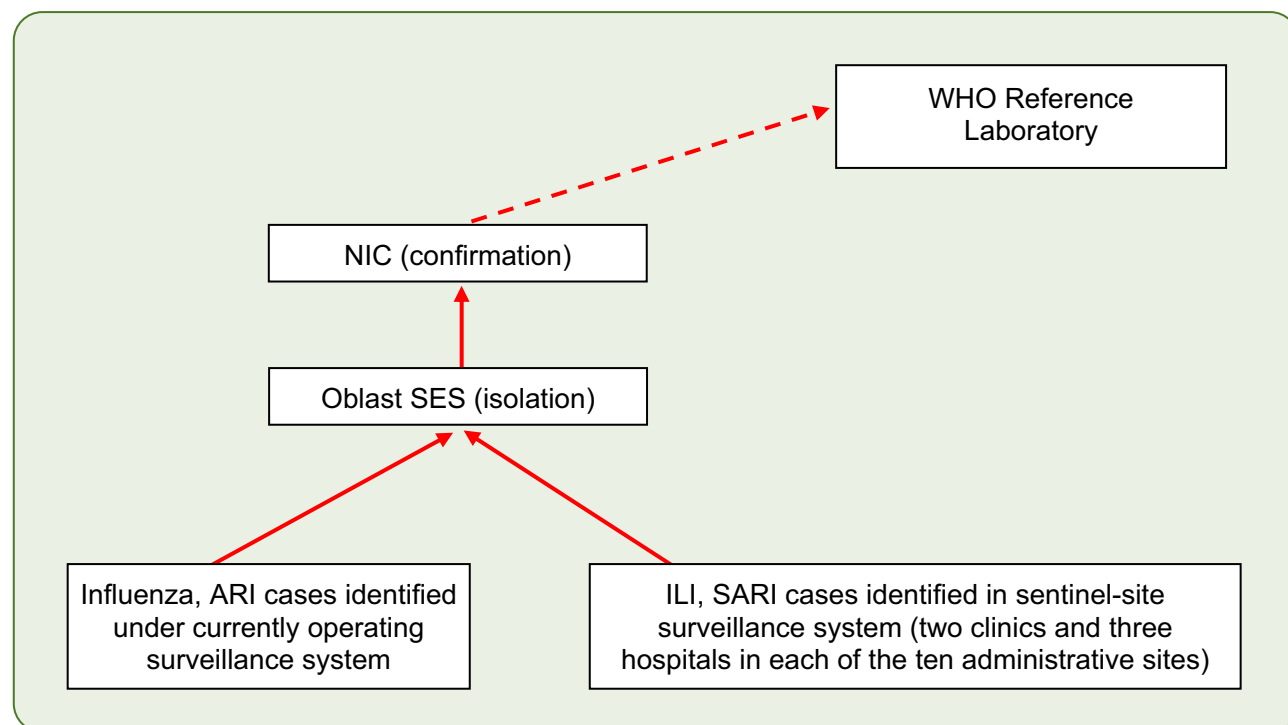 WHO Reference
Laboratory
NIC (confirmation)
Oblast SES (isolation)
Influenza, ARI cases identified
under currently operating
surveillance system
ILI, SARI cases identified in sentinel-site
surveillance system (two clinics and three
hospitals in each of the ten administrative sites)